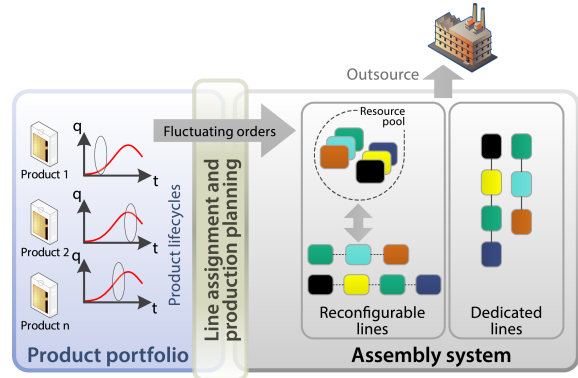 Outsource
Product 1
q
t
Product 2
q
t
Product n
q
t
Product lifecycles
Product portfolio
Line assignment and
production planning
Fluctuating orders
Resource
pool
Reconfigurable
lines
Dedicated
lines
Assembly system